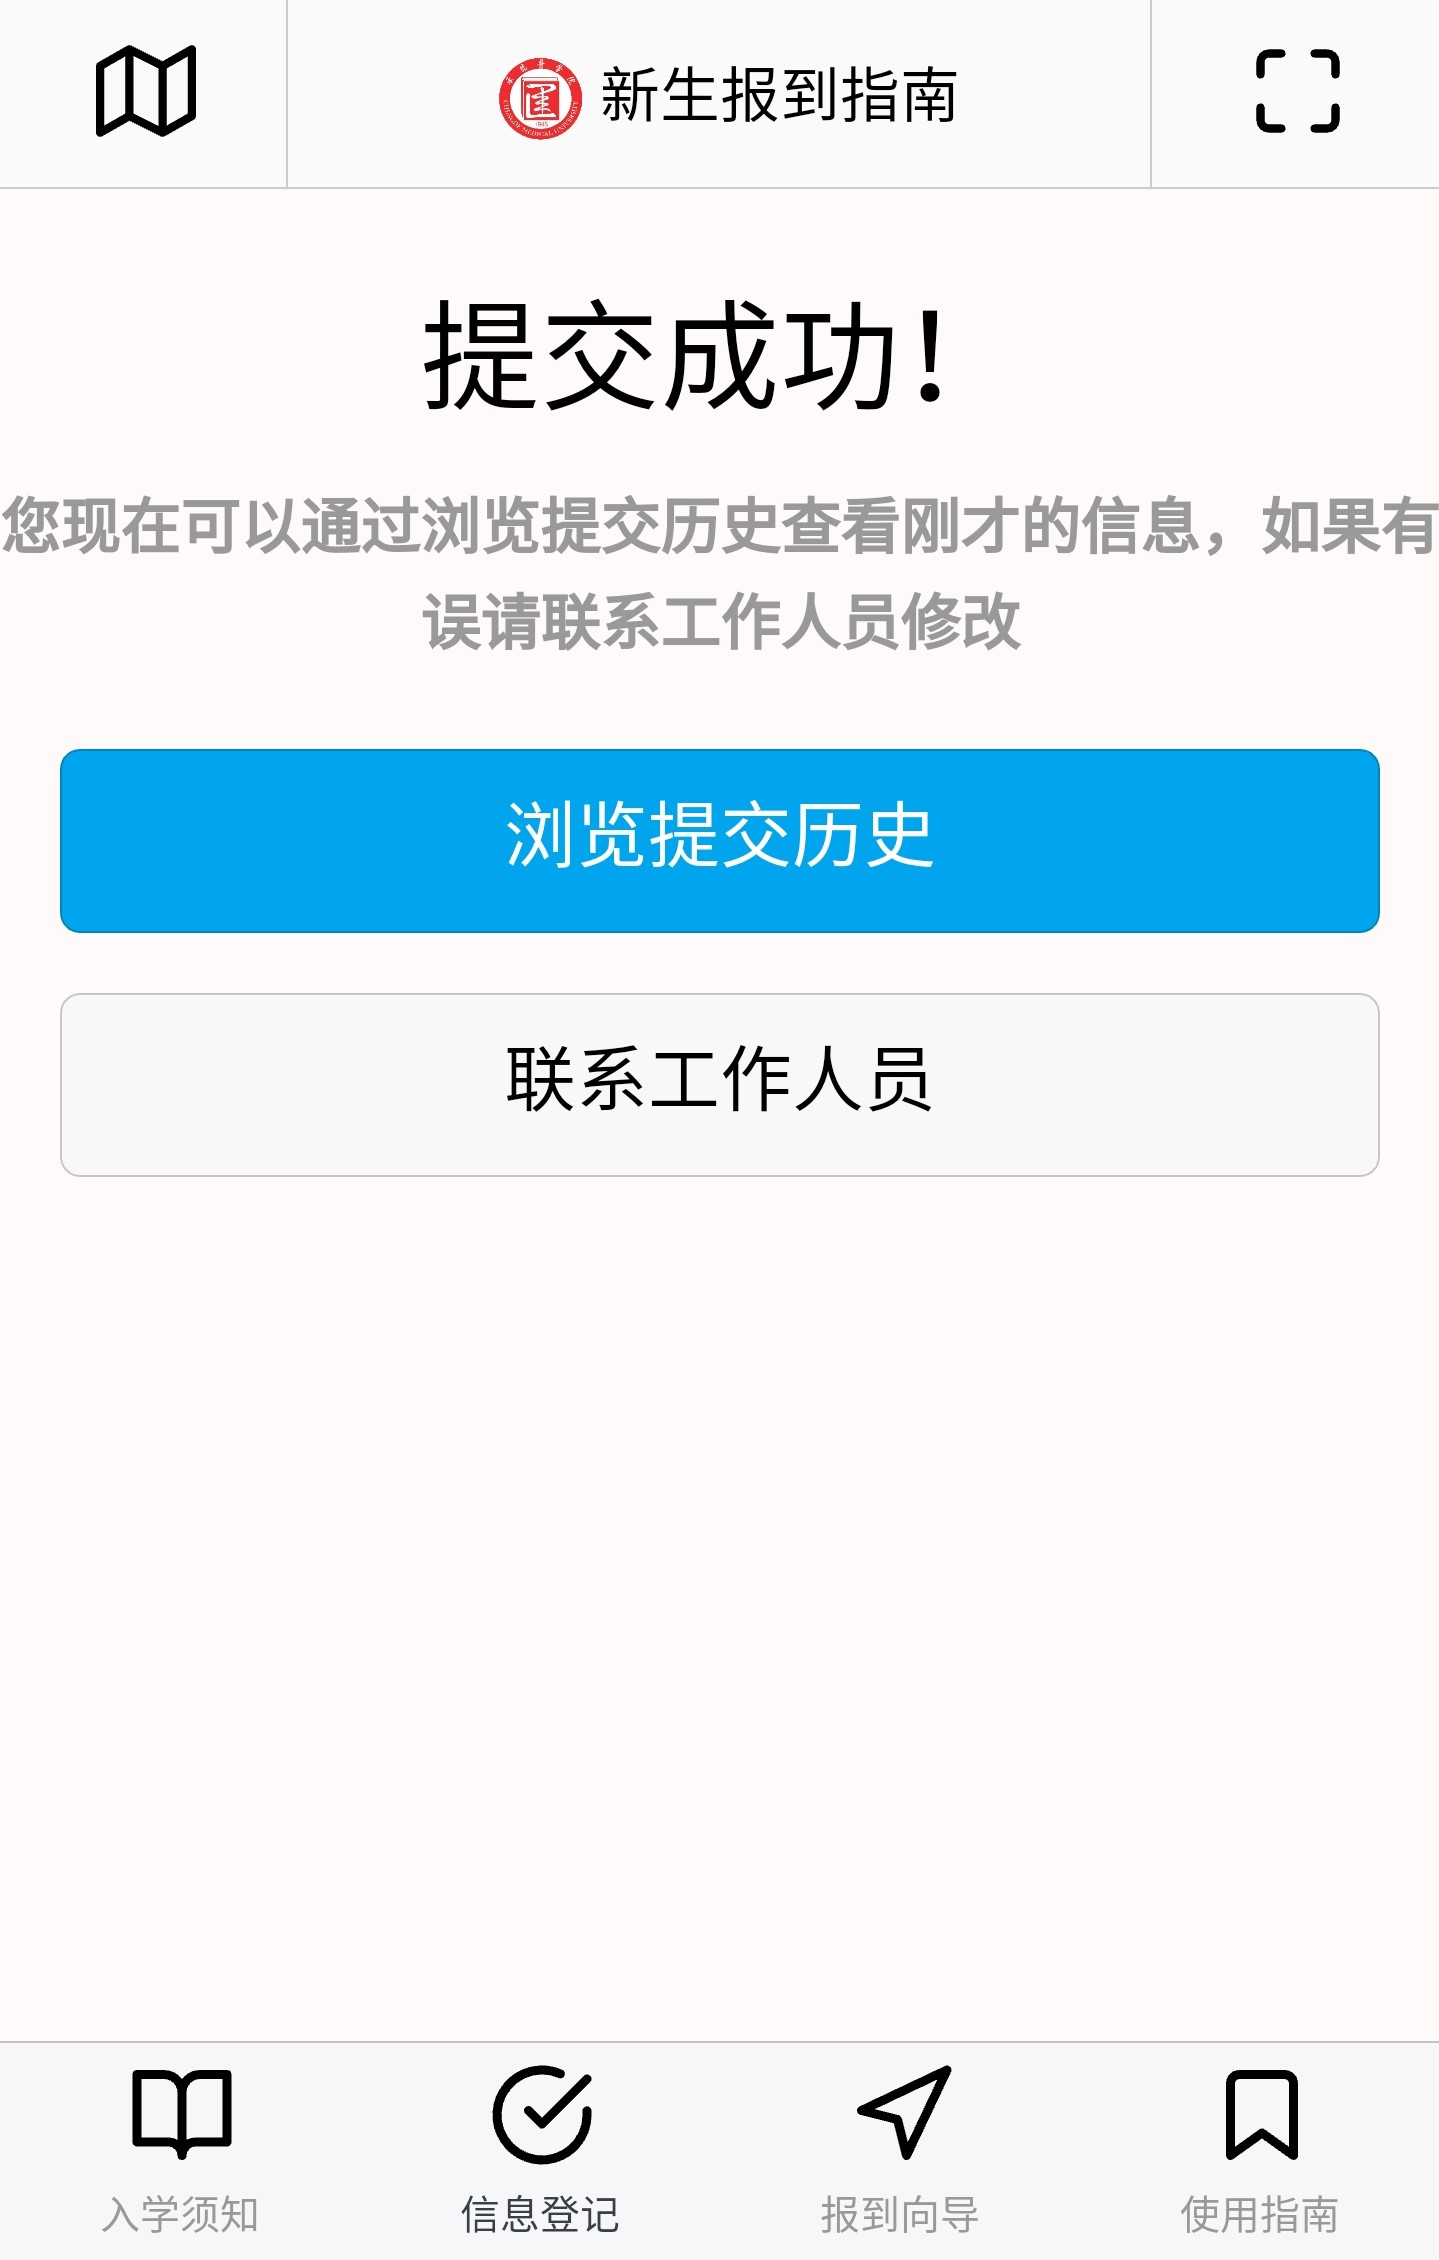 新生报到指南
提交成功！
您现在可以通过浏览提交历史查看刚才的信息，如果有
误请联系工作人员修改
浏览提交历史
联系工作人员
入学须知
信息登记
报到向导
使用指南